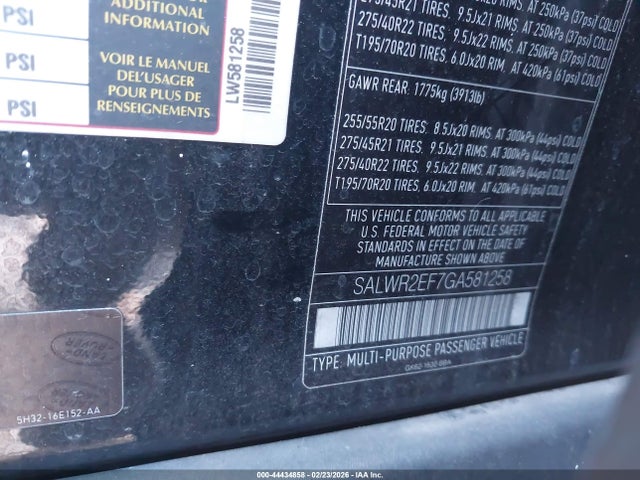 ADDITIONAL
INFORMATION
PSI
VOIR LE MANUEL
DE L'USAGER
POUR PLUS DE
RENSEIGNEMENTS
PSI
LW581258
275/45R21 TIRES, 9.5Jx21 RIMS, AT 250kPa (37psi) COLD
275/40R22 TIRES, 9.5Jx22 RIMS, AT 250kPa (37psi) COLD
T195/70R20 TIRES, 6.0Jx20 RIM, AT 420kPa (61psi) COLD
GAWR REAR: 1775kg (3913lb)
255/55R20 TIRES, 8.5Jx20 RIMS, AT 300kPa (44psi) COLD
275/45R21 TIRES, 9.5Jx21 RIMS, AT 300kPa (44psi) COLD
275/40R22 TIRES, 9.5Jx22 RIMS, AT 300kPa (44psi) COLD
T195/70R20 TIRES, 6.0Jx20 RIM, AT 420kPa (61psi) COLD
THIS VEHICLE CONFORMS TO ALL APPLICABLE
U.S. FEDERAL MOTOR VEHICLE SAFETY
STANDARDS IN EFFECT ON THE DATE OF
MANUFACTURE SHOWN ABOVE.
SALWR2EF7GA581258
TYPE: MULTI-PURPOSE PASSENGER VEHICLE
LAND
ROVER
5H32-16E152-AA
000-44434858 - 02/23/2026 - IAA Inc.